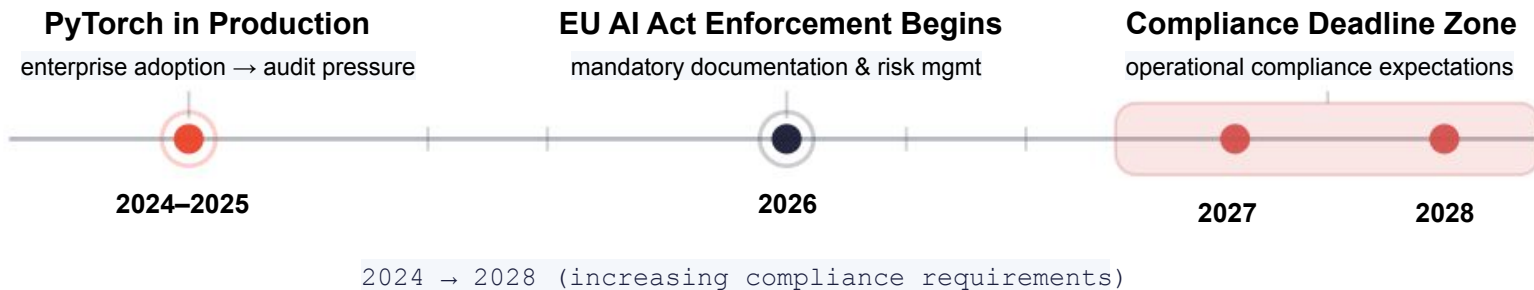 PyTorch in Production
enterprise adoption → audit pressure
EU AI Act Enforcement Begins
mandatory documentation & risk mgmt
Compliance Deadline Zone
operational compliance expectations
2024–2025
2026
2027
2028
2024 → 2028 (increasing compliance requirements)